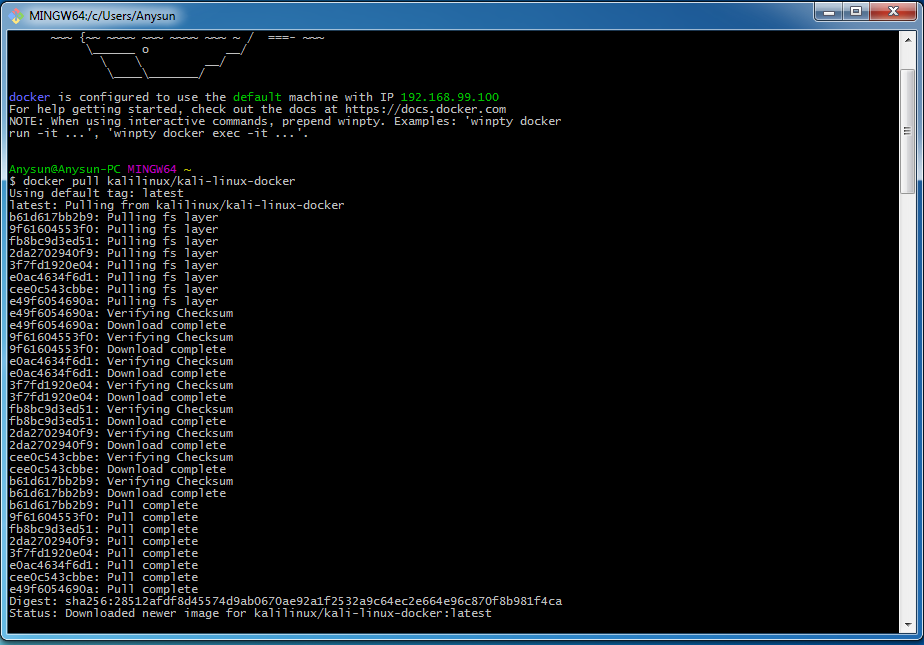 MINGW64:/c/Users/Anysun
~~~ {~~ ~~~~ ~~~ ~~~~ ~~~ ~ /  ===- ~~~
\______ o          __/
\    \        __/
\____\______/
docker is configured to use the default machine with IP 192.168.99.100
For help getting started, check out the docs at https://docs.docker.com
NOTE: When using interactive commands, prepend winpty. Examples: 'winpty docker
run -it ...', 'winpty docker exec -it ...'.
Anysun@Anysun-PC MINGW64 ~
$ docker pull kalilinux/kali-linux-docker
Using default tag: latest
latest: Pulling from kalilinux/kali-linux-docker
b61d617bb2b9: Pulling fs layer
9f61604553f0: Pulling fs layer
fb8bc9d3ed51: Pulling fs layer
2da2702940f9: Pulling fs layer
3f7fd1920e04: Pulling fs layer
e0ac4634f6d1: Pulling fs layer
cee0c543cbbe: Pulling fs layer
e49f6054690a: Pulling fs layer
e49f6054690a: Verifying Checksum
e49f6054690a: Download complete
9f61604553f0: Verifying Checksum
9f61604553f0: Download complete
e0ac4634f6d1: Verifying Checksum
e0ac4634f6d1: Download complete
3f7fd1920e04: Verifying Checksum
3f7fd1920e04: Download complete
fb8bc9d3ed51: Verifying Checksum
fb8bc9d3ed51: Download complete
2da2702940f9: Verifying Checksum
2da2702940f9: Download complete
cee0c543cbbe: Verifying Checksum
cee0c543cbbe: Download complete
b61d617bb2b9: Verifying Checksum
b61d617bb2b9: Download complete
b61d617bb2b9: Pull complete
9f61604553f0: Pull complete
fb8bc9d3ed51: Pull complete
2da2702940f9: Pull complete
3f7fd1920e04: Pull complete
e0ac4634f6d1: Pull complete
cee0c543cbbe: Pull complete
e49f6054690a: Pull complete
Digest: sha256:28512afdf8d45574d9ab0670ae92a1f2532a9c64ec2e664e96c870f8b981f4ca
Status: Downloaded newer image for kalilinux/kali-linux-docker:latest